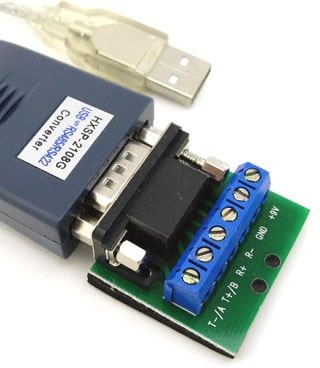 HXSP-2108G
USB⇌RS485/RS422
Converter
T-/A
T+/B
R+
R-
GND
+9V